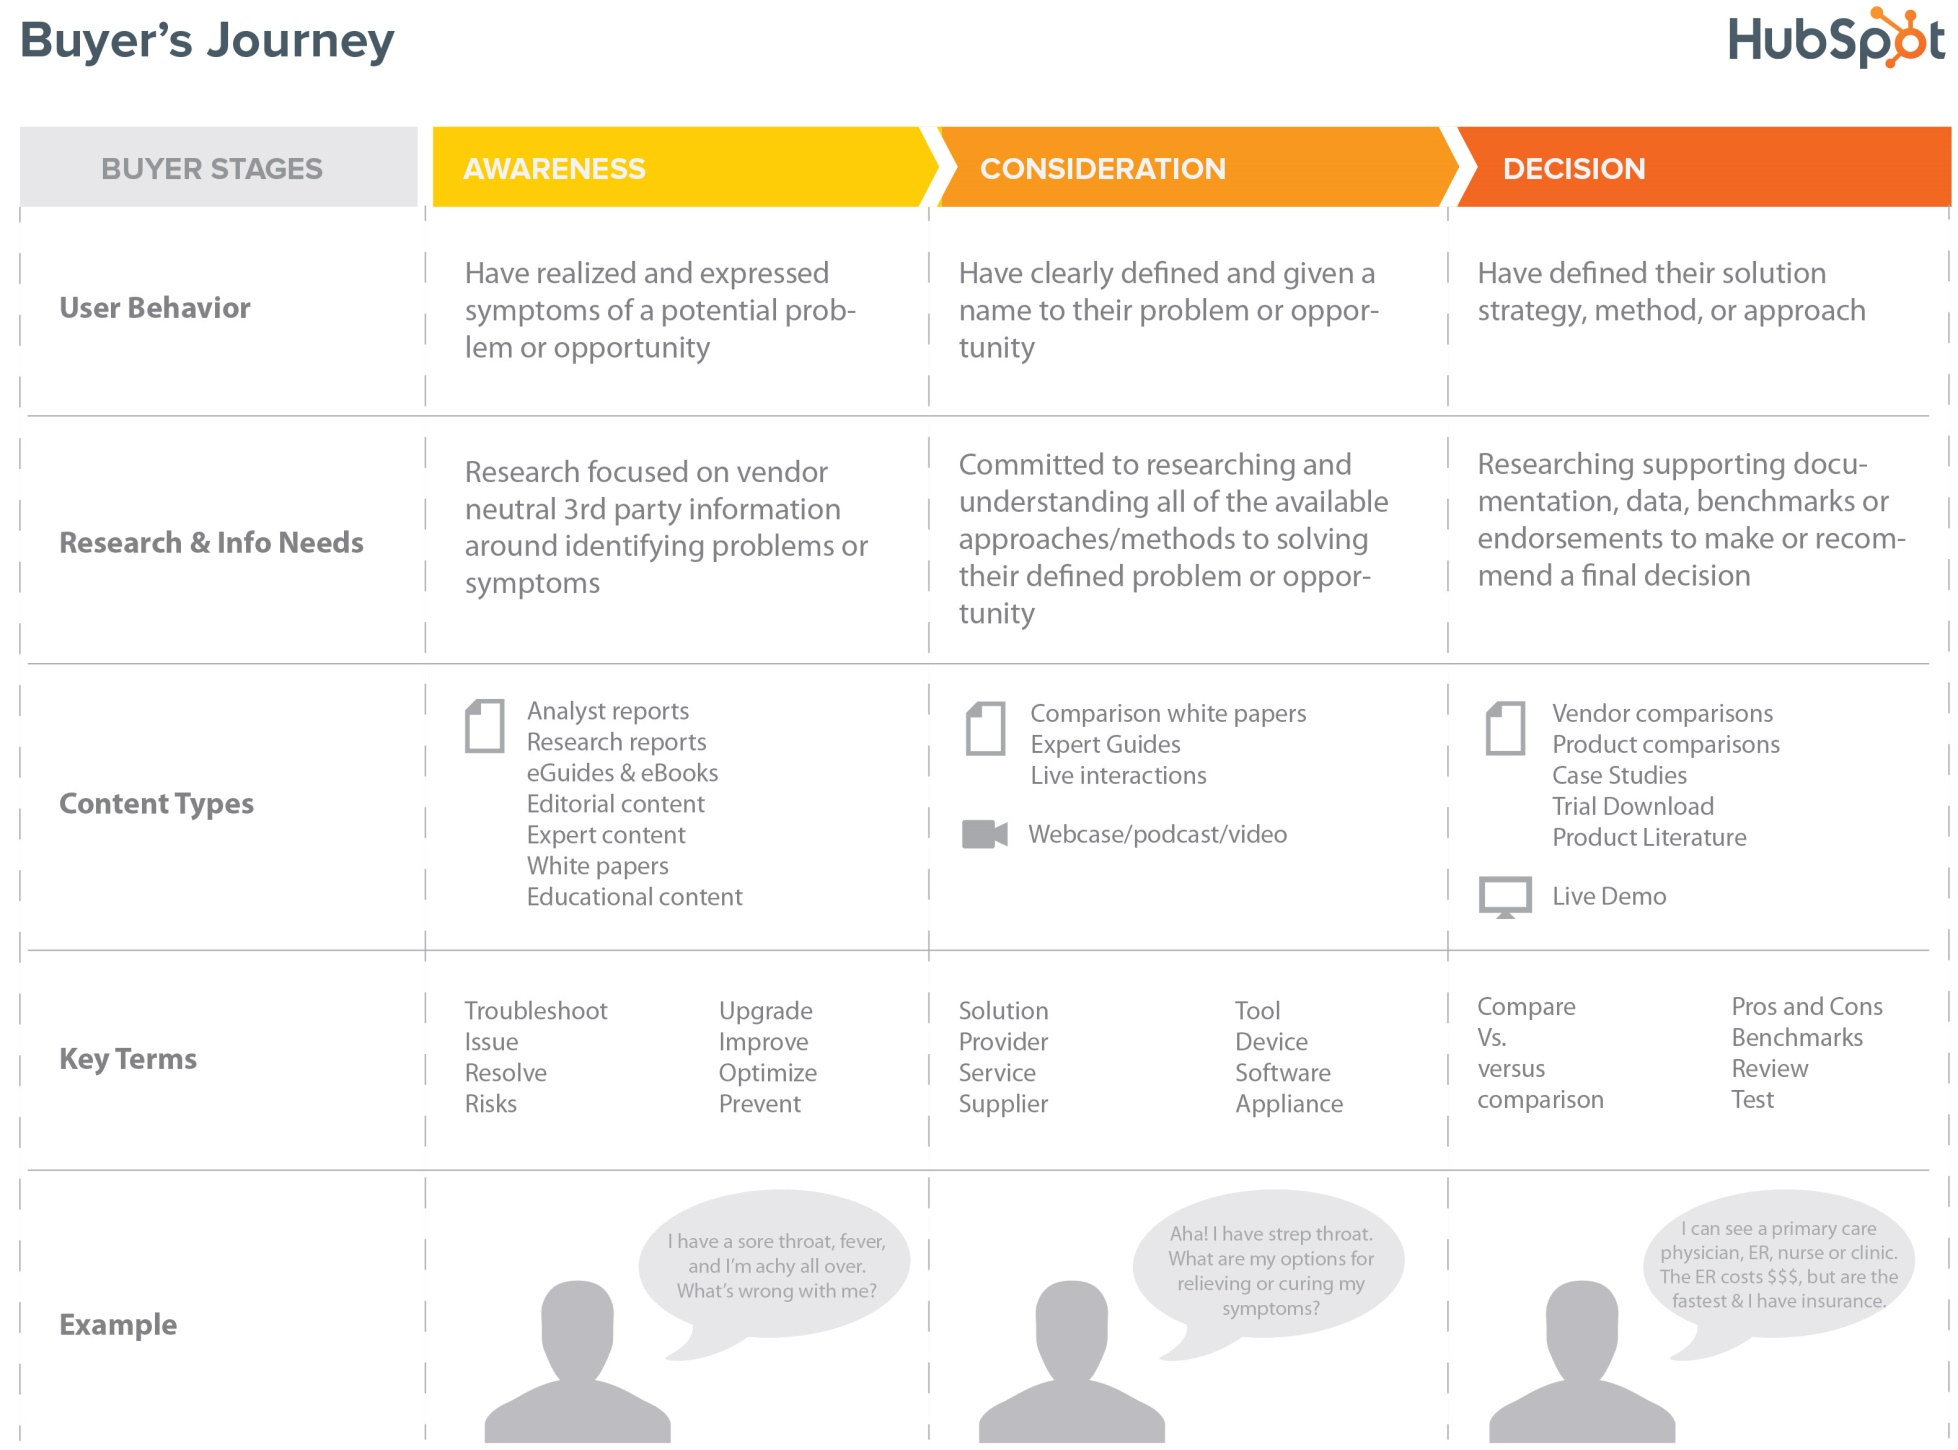 Buyer's Journey
HubSpot
BUYER STAGES
AWARENESS
CONSIDERATION
DECISION
User Behavior
Have realized and expressed
symptoms of a potential prob-
lem or opportunity
Have clearly defined and given a
name to their problem or oppor-
tunity
Have defined their solution
strategy, method, or approach
Research & Info Needs
Research focused on vendor
neutral 3rd party information
around identifying problems or
symptoms
Committed to researching and
understanding all of the available
approaches/methods to solving
their defined problem or oppor-
tunity
Researching supporting docu-
mentation, data, benchmarks or
endorsements to make or recom-
mend a final decision
Content Types
Analyst reports
Research reports
eGuides & eBooks
Editorial content
Expert content
White papers
Educational content
Comparison white papers
Expert Guides
Live interactions
Webcase/podcast/video
Vendor comparisons
Product comparisons
Case Studies
Trial Download
Product Literature
Live Demo
Key Terms
Troubleshoot
Issue
Resolve
Risks
Upgrade
Improve
Optimize
Prevent
Solution
Provider
Service
Supplier
Tool
Device
Software
Appliance
Compare
Vs.
versus
comparison
Pros and Cons
Benchmarks
Review
Test
Example
I have a sore throat, fever,
and I'm achy all over.
What's wrong with me?
Aha! I have strep throat.
What are my options for
relieving or curing my
symptoms?
I can see a primary care
physician, ER, nurse or clinic.
The ER costs $$$, but are the
fastest & I have insurance.